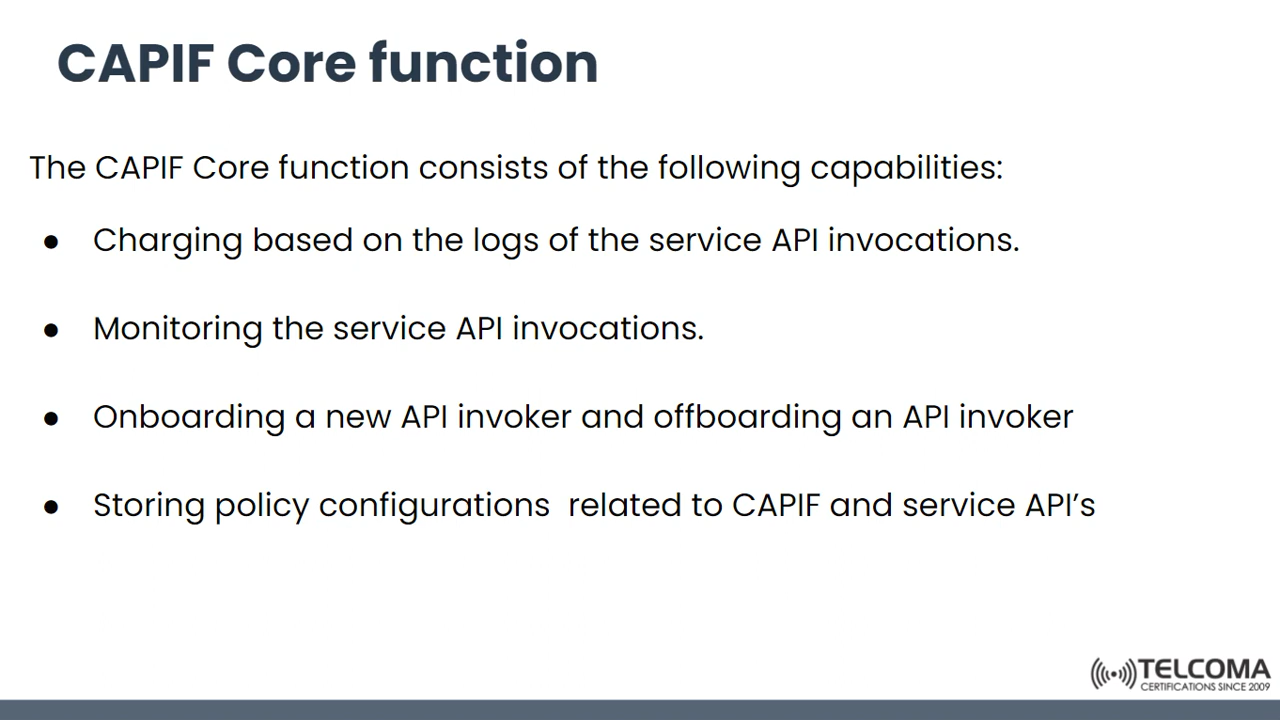 CAPIF Core function
The CAPIF Core function consists of the following capabilities:
● Charging based on the logs of the service API invocations.
● Monitoring the service API invocations.
● Onboarding a new API invoker and offboarding an API invoker
● Storing policy configurations  related to CAPIF and service API’s
TELCOMA
CERTIFICATIONS SINCE 2009